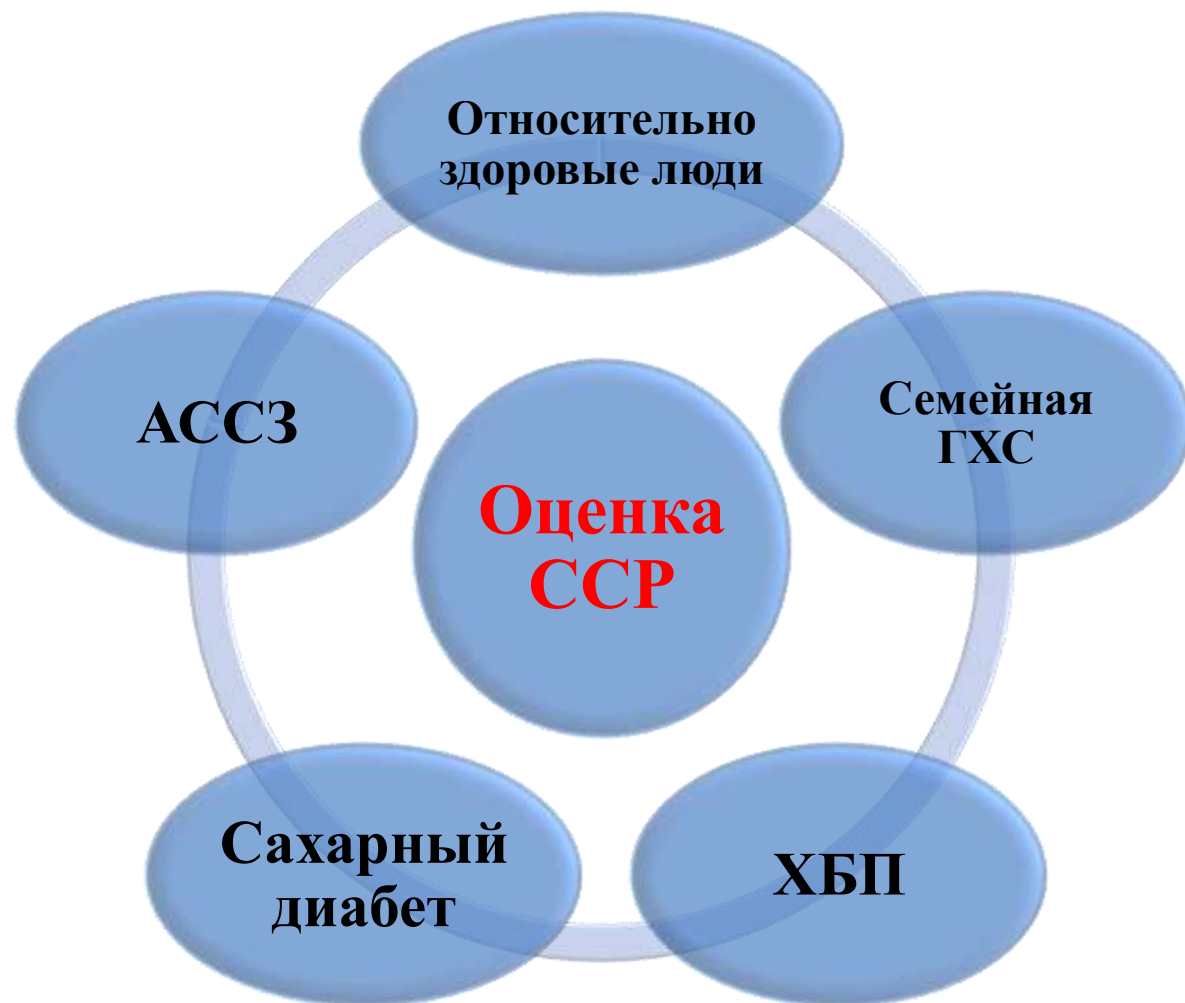 Относительно
здоровые люди
Семейная
ГХС
ХБП
Сахарный
диабет
АССЗ
Оценка
ССР